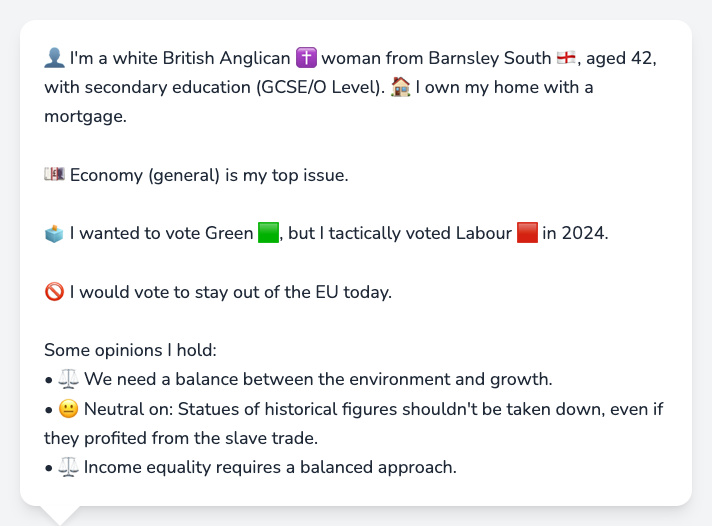 👤 I'm a white British Anglican ✝️ woman from Barnsley South 🏴󠁧󠁢󠁥󠁮󠁧󠁿, aged 42,
with secondary education (GCSE/O Level). 🏠 I own my home with a
mortgage.
💷 Economy (general) is my top issue.
🗳️ I wanted to vote Green 🟩, but I tactically voted Labour 🟥 in 2024.
🚫 I would vote to stay out of the EU today.
Some opinions I hold:
• ⚖️ We need a balance between the environment and growth.
• 😐 Neutral on: Statues of historical figures shouldn't be taken down, even if
they profited from the slave trade.
• ⚖️ Income equality requires a balanced approach.